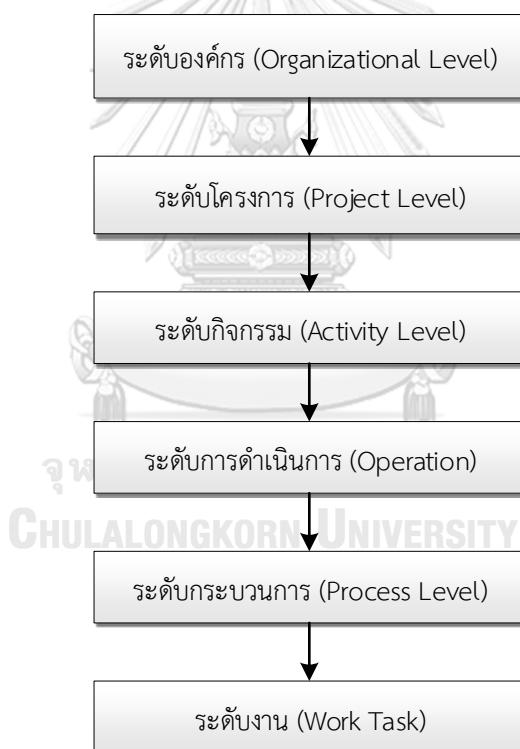 ระดับองค์กร (Organizational Level)
ระดับโครงการ (Project Level)
ระดับกิจกรรม (Activity Level)
ระดับการดำเนินการ (Operation)
จุฬ
CHULALONGKORN UNIVERSITY
ระดับกระบวนการ (Process Level)
ระดับงาน (Work Task)